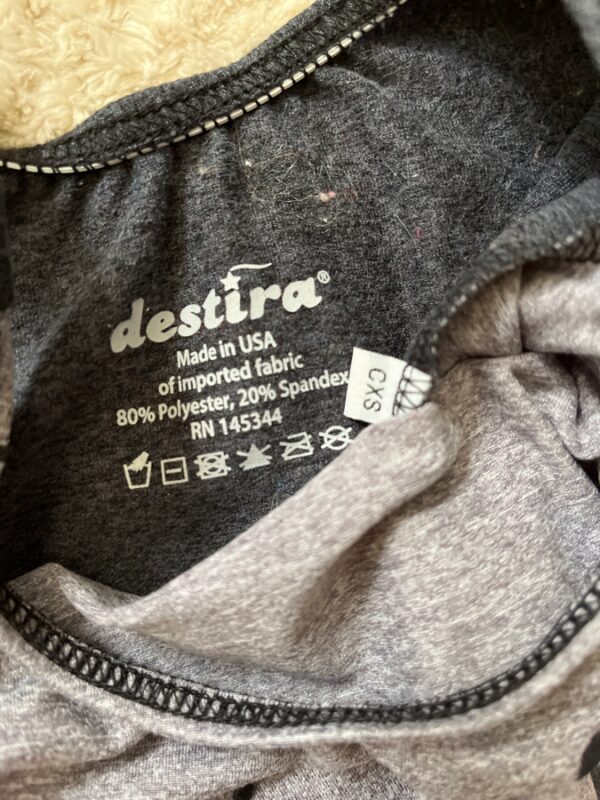 destira®
Made in USA
of imported fabric
80% Polyester, 20% Spandex
RN 145344
CXS